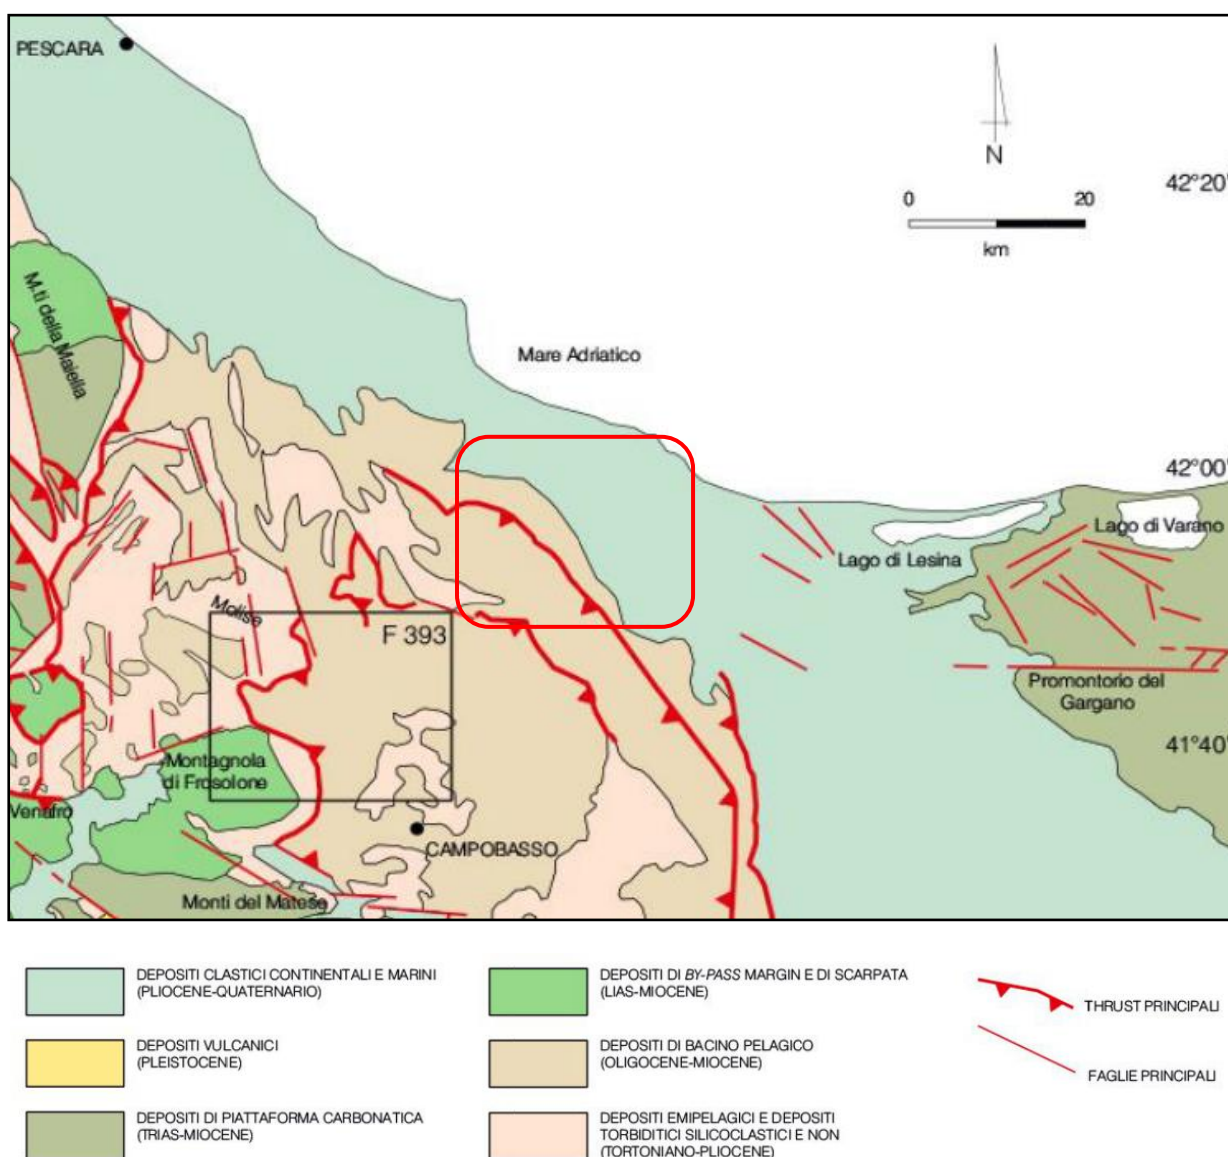 PESCARA
N
42°20'
0 20
km
M.ti della Maiella
Mare Adriatico
42°00'
Lago di Varano
Lago di Lesina
Molise
F 393
Promontorio del
Gargano
41°40'
Montagnola
di Frosolone
Venafro
CAMPOBASSO
Monti del Matese
DEPOSITI CLASTICI CONTINENTALI E MARINI
(PLIOCENE-QUATERNARIO)
DEPOSITI VULCANICI
(PLEISTOCENE)
DEPOSITI DI PIATTAFORMA CARBONATICA
(TRIAS-MIOCENE)
DEPOSITI DI BY-PASS MARGIN E DI SCARPATA
(LIAS-MIOCENE)
DEPOSITI DI BACINO PELAGICO
(OLIGOCENE-MIOCENE)
DEPOSITI EMIPELAGICI E DEPOSITI
TORBIDITICI SILICOCLASTICI E NON
(TORTONIANO-PLIOCENE)
THRUST PRINCIPALI
FAGLIE PRINCIPALI